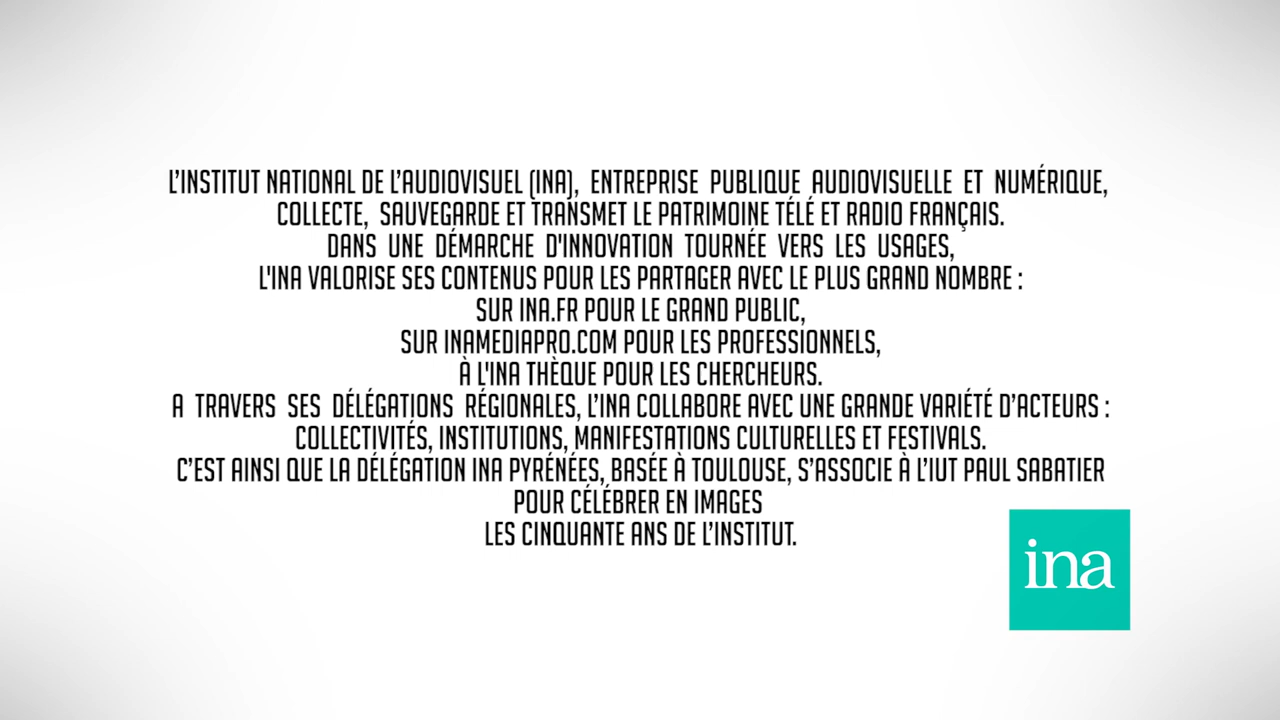 L’INSTITUT NATIONAL DE L’AUDIOVISUEL (INA), ENTREPRISE PUBLIQUE AUDIOVISUELLE ET NUMÉRIQUE,
COLLECTE, SAUVEGARDE ET TRANSMET LE PATRIMOINE TÉLÉ ET RADIO FRANÇAIS.
DANS UNE DÉMARCHE D'INNOVATION TOURNÉE VERS LES USAGES,
L'INA VALORISE SES CONTENUS POUR LES PARTAGER AVEC LE PLUS GRAND NOMBRE :
SUR INA.FR POUR LE GRAND PUBLIC,
SUR INAMEDIAPRO.COM POUR LES PROFESSIONNELS,
À L'INA THÈQUE POUR LES CHERCHEURS.
A TRAVERS SES DÉLÉGATIONS RÉGIONALES, L’INA COLLABORE AVEC UNE GRANDE VARIÉTÉ D’ACTEURS :
COLLECTIVITÉS, INSTITUTIONS, MANIFESTATIONS CULTURELLES ET FESTIVALS.
C’EST AINSI QUE LA DÉLÉGATION INA PYRÉNÉES, BASÉE À TOULOUSE, S’ASSOCIE À L’IUT PAUL SABATIER
POUR CÉLÉBRER EN IMAGES
LES CINQUANTE ANS DE L’INSTITUT.
ina